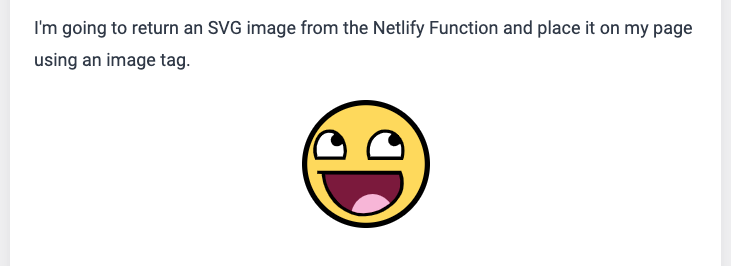 I'm going to return an SVG image from the Netlify Function and place it on my page
using an image tag.